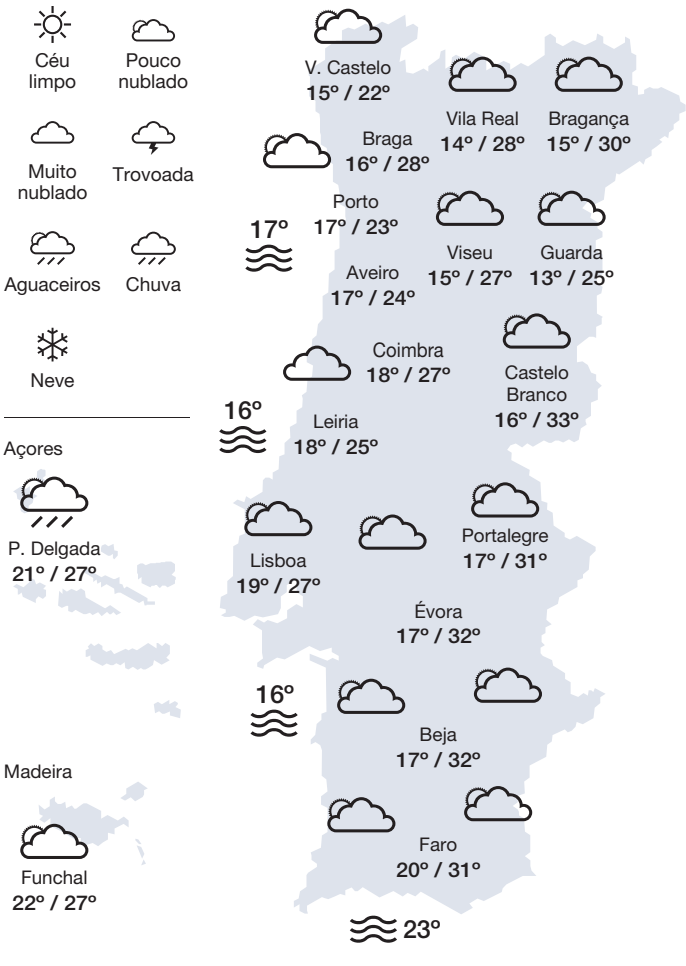 Céu
limpo
Pouco
nublado
Muito
nublado
Trovoada
Aguaceiros
Chuva
Neve
Açores
P. Delgada
21º / 27º
Madeira
Funchal
22º / 27º
V. Castelo
15º / 22º
Vila Real
14º / 28º
Bragança
15º / 30º
Braga
16º / 28º
Porto
17º / 23º
17º
Viseu
15º / 27º
Guarda
13º / 25º
Aveiro
17º / 24º
Coimbra
18º / 27º
Castelo
Branco
16º / 33º
16º
Leiria
18º / 25º
Lisboa
19º / 27º
Portalegre
17º / 31º
Évora
17º / 32º
16º
Beja
17º / 32º
Faro
20º / 31º
23º